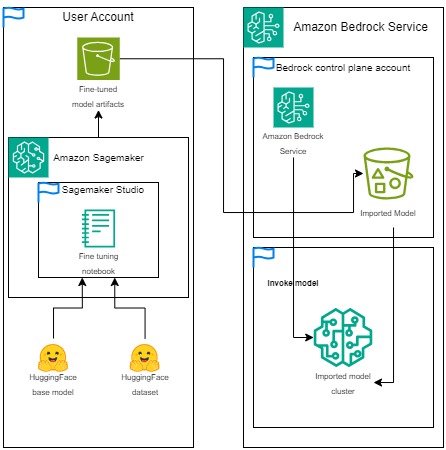 User Account
Fine-tuned
model artifacts
Amazon Sagemaker
Sagemaker Studio
Fine tuning
notebook
HuggingFace
base model
HuggingFace
dataset
Amazon Bedrock Service
Bedrock control plane account
Amazon Bedrock
Service
Imported Model
Invoke model
Imported model
cluster